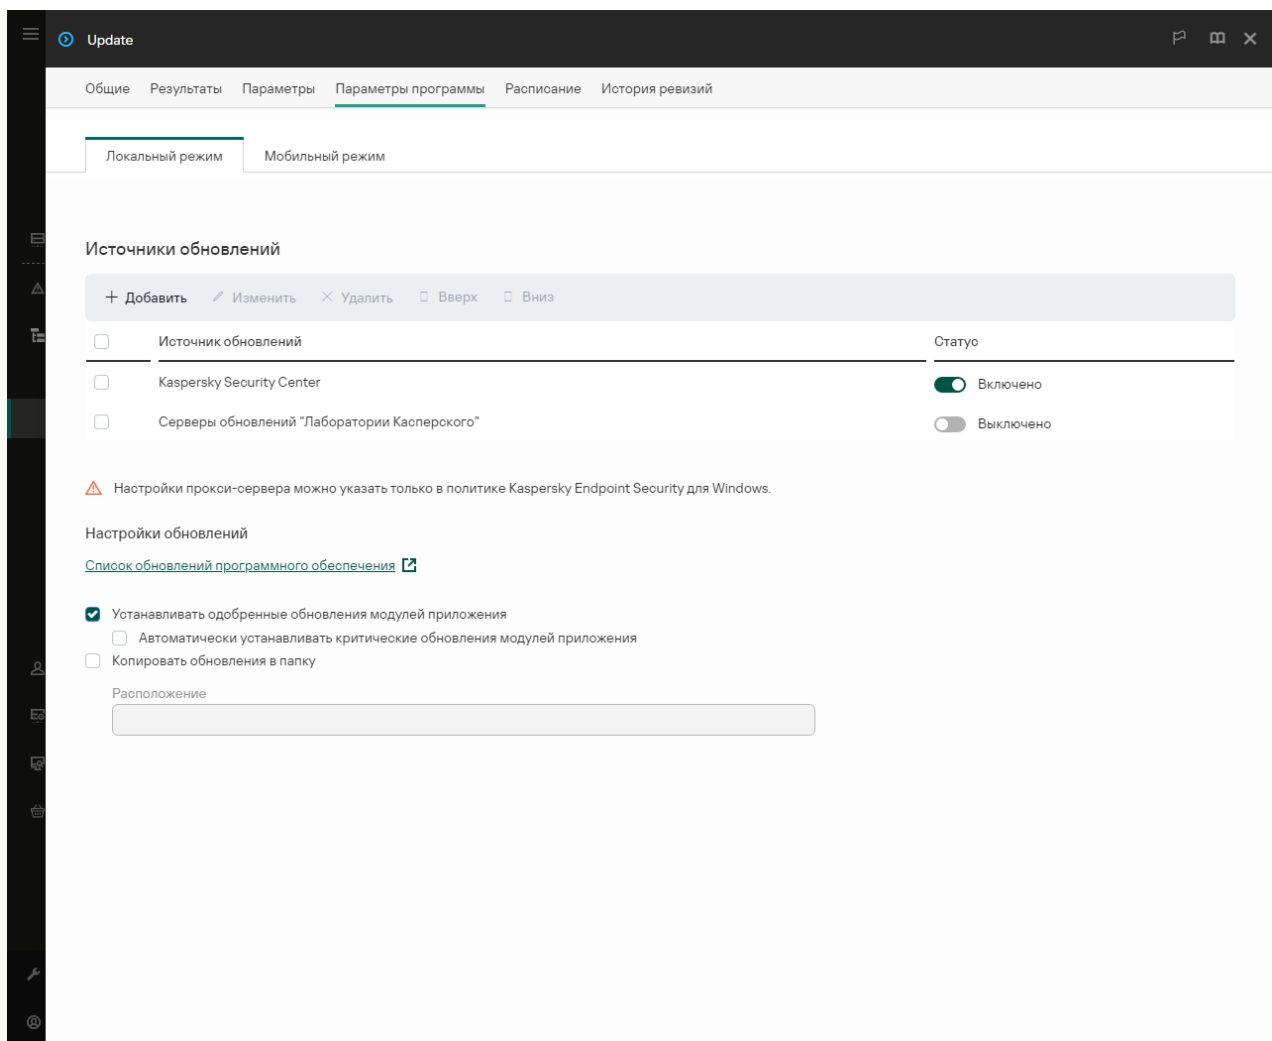 Update
Общие Результаты Параметры Параметры программы Расписание История ревизий
Локальный режим Мобильный режим
Источники обновлений
Добавить Изменить Удалить Вверх Вниз
Источник обновлений Статус
Kaspersky Security Center Включено
Серверы обновлений "Лаборатории Касперского" Выключено
Настройки прокси-сервера можно указать только в политике Kaspersky Endpoint Security для Windows.
Настройки обновлений
Список обновлений программного обеспечения
Устанавливать одобренные обновления модулей приложения
Автоматически устанавливать критические обновления модулей приложения
Копировать обновления в папку
Расположение